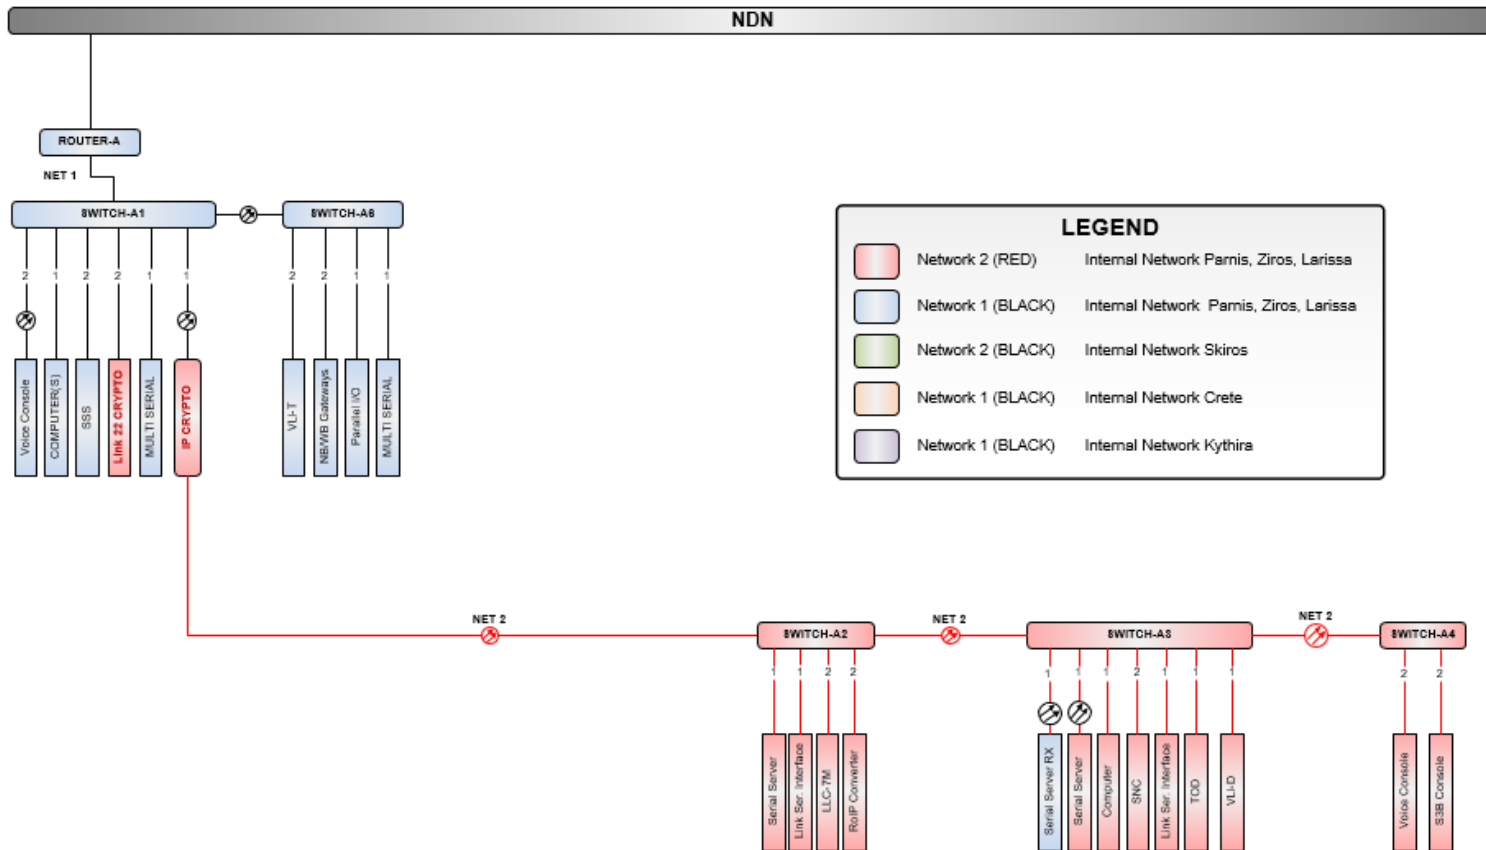 NDN
ROUTER-A
NET 1
SWITCH-A1
SWITCH-A6
2
1
2
2
1
1
2
2
1
1
Voice Console
COMPUTER(S)
SSS
Link 22 CRYPTO
MULTI SERIAL
IP CRYPTO
VLI-T
NB/WB Gateways
Parallel I/O
MULTI SERIAL
LEGEND
Network 2 (RED) Internal Network Parnis, Ziros, Larissa
Network 1 (BLACK) Internal Network Parnis, Ziros, Larissa
Network 2 (BLACK) Internal Network Skiros
Network 1 (BLACK) Internal Network Crete
Network 1 (BLACK) Internal Network Kythira
NET 2
NET 2
NET 2
SWITCH-A2
SWITCH-A3
SWITCH-A4
1
1
2
2
1
1
1
2
1
1
1
2
2
Serial Server
Link Ser. Interface
LLC-7M
RoIP Converter
Serial Server RX
Serial Server
Computer
SNC
Link Ser. Interface
TOD
VLI-D
Voice Console
S3B Console